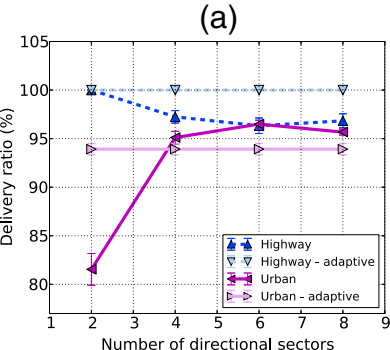 (a)
105
100
95
90
85
80
Delivery ratio (%)
Highway
Highway - adaptive
Urban
Urban - adaptive
1 2 3 4 5 6 7 8 9
Number of directional sectors